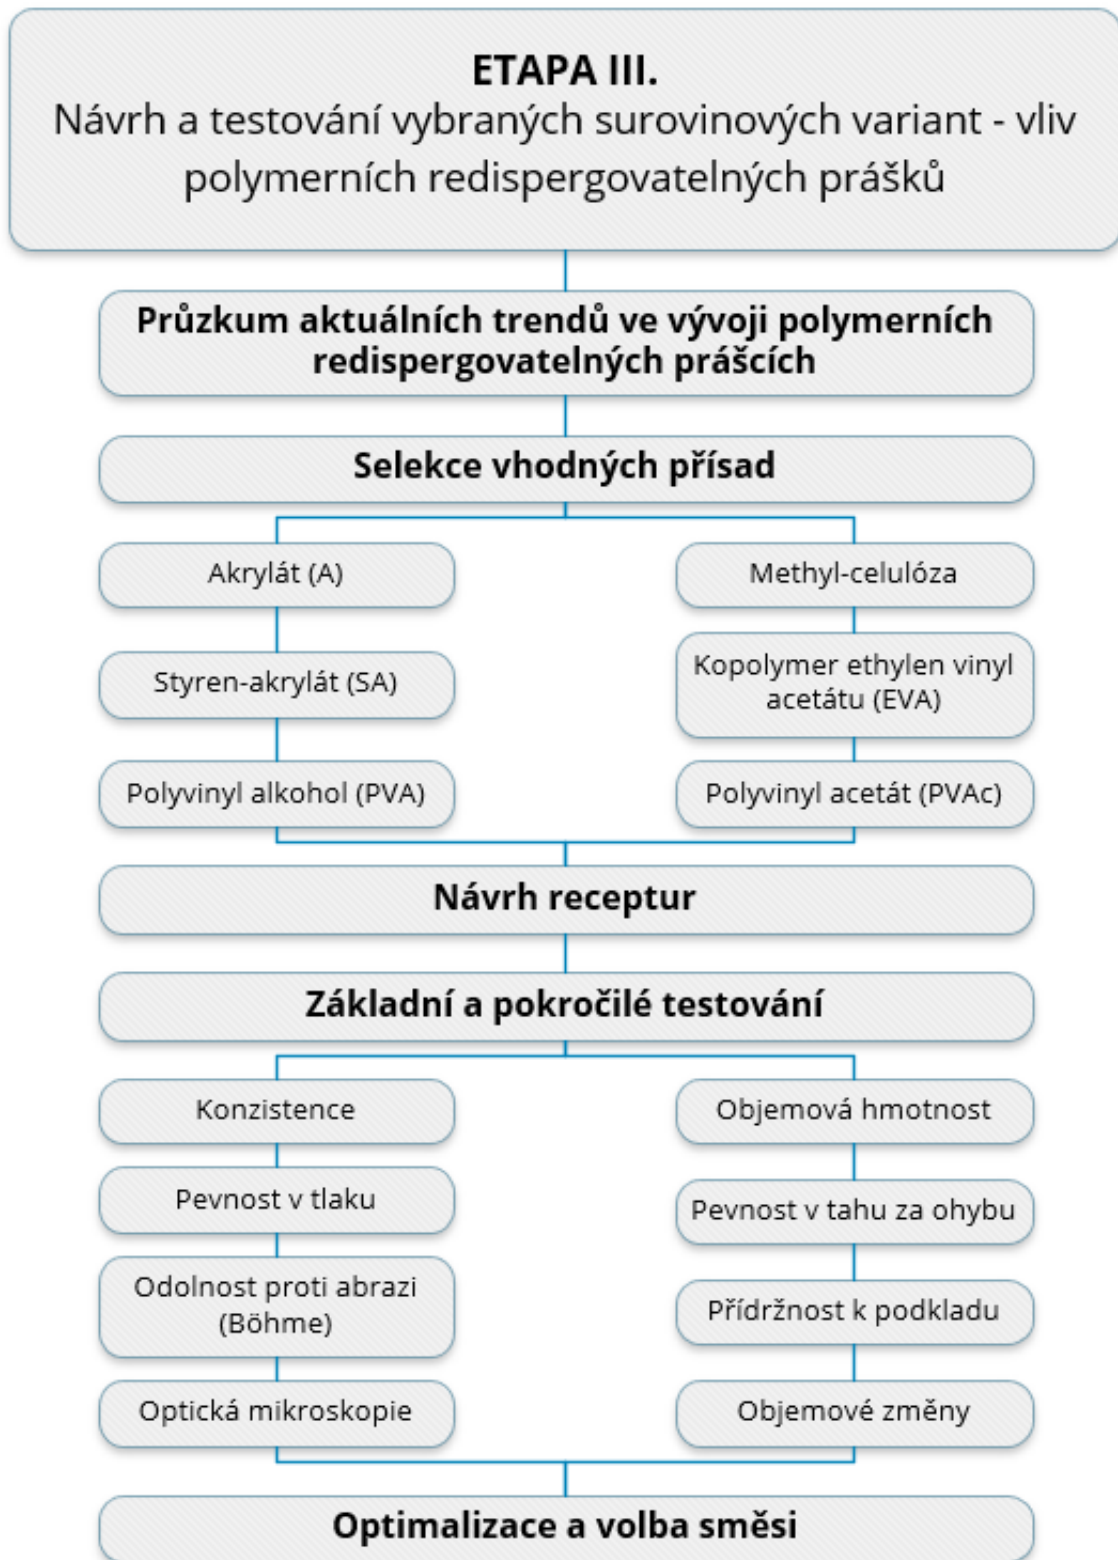 ETAPA III.
Návrh a testování vybraných surovinových variant - vliv
polymerních redispergovatelných prášků
Průzkum aktuálních trendů ve vývoji polymerních
redispergovatelných prášcích
Selekce vhodných přísad
Akrylát (A)
Methyl-celulóza
Styren-akrylát (SA)
Kopolymer ethylen vinyl
acetátu (EVA)
Polyvinyl alkohol (PVA)
Polyvinyl acetát (PVAc)
Návrh receptur
Základní a pokročilé testování
Konzistence
Objemová hmotnost
Pevnost v tlaku
Pevnost v tahu za ohybu
Odolnost proti abrazi
(Böhme)
Přídržnost k podkladu
Optická mikroskopie
Objemové změny
Optimalizace a volba směsi